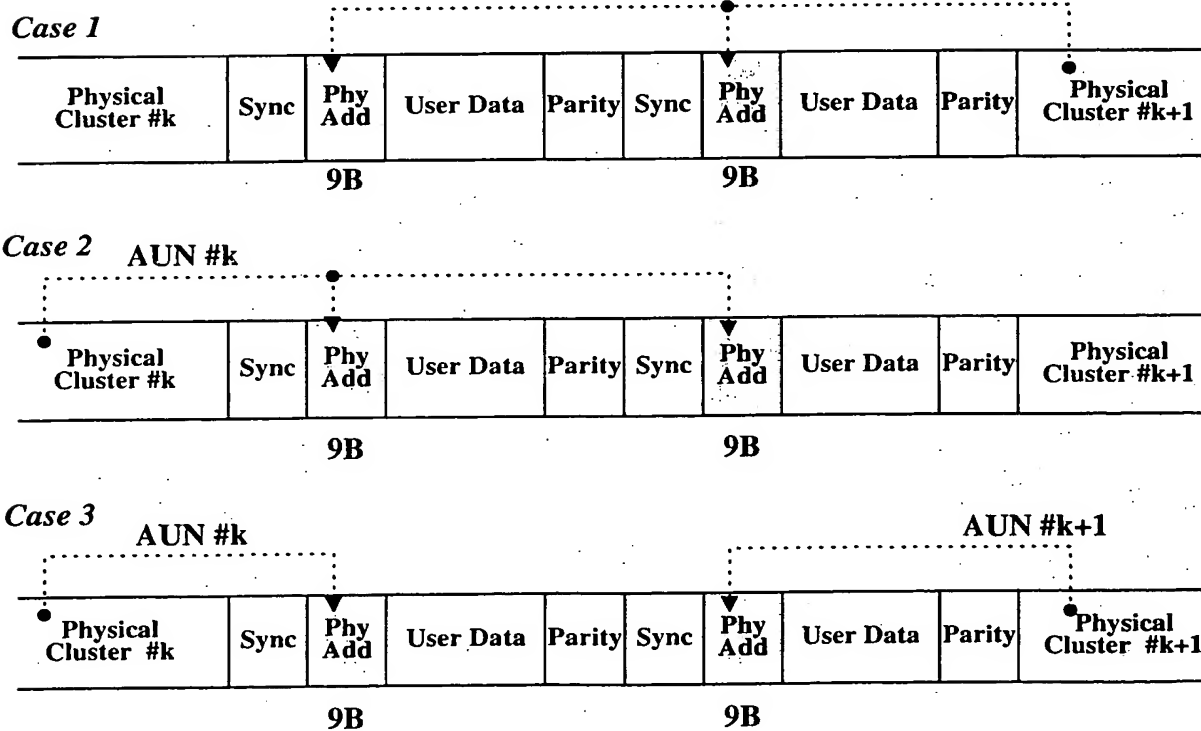 Case 1
Physical Cluster #k Sync Phy Add User Data Parity Sync Phy Add User Data Parity Physical Cluster #k+1
9B 9B
Case 2
AUN #k
Physical Cluster #k Sync Phy Add User Data Parity Sync Phy Add User Data Parity Physical Cluster #k+1
9B 9B
Case 3
AUN #k AUN #k+1
Physical Cluster #k Sync Phy Add User Data Parity Sync Phy Add User Data Parity Physical Cluster #k+1
9B 9B